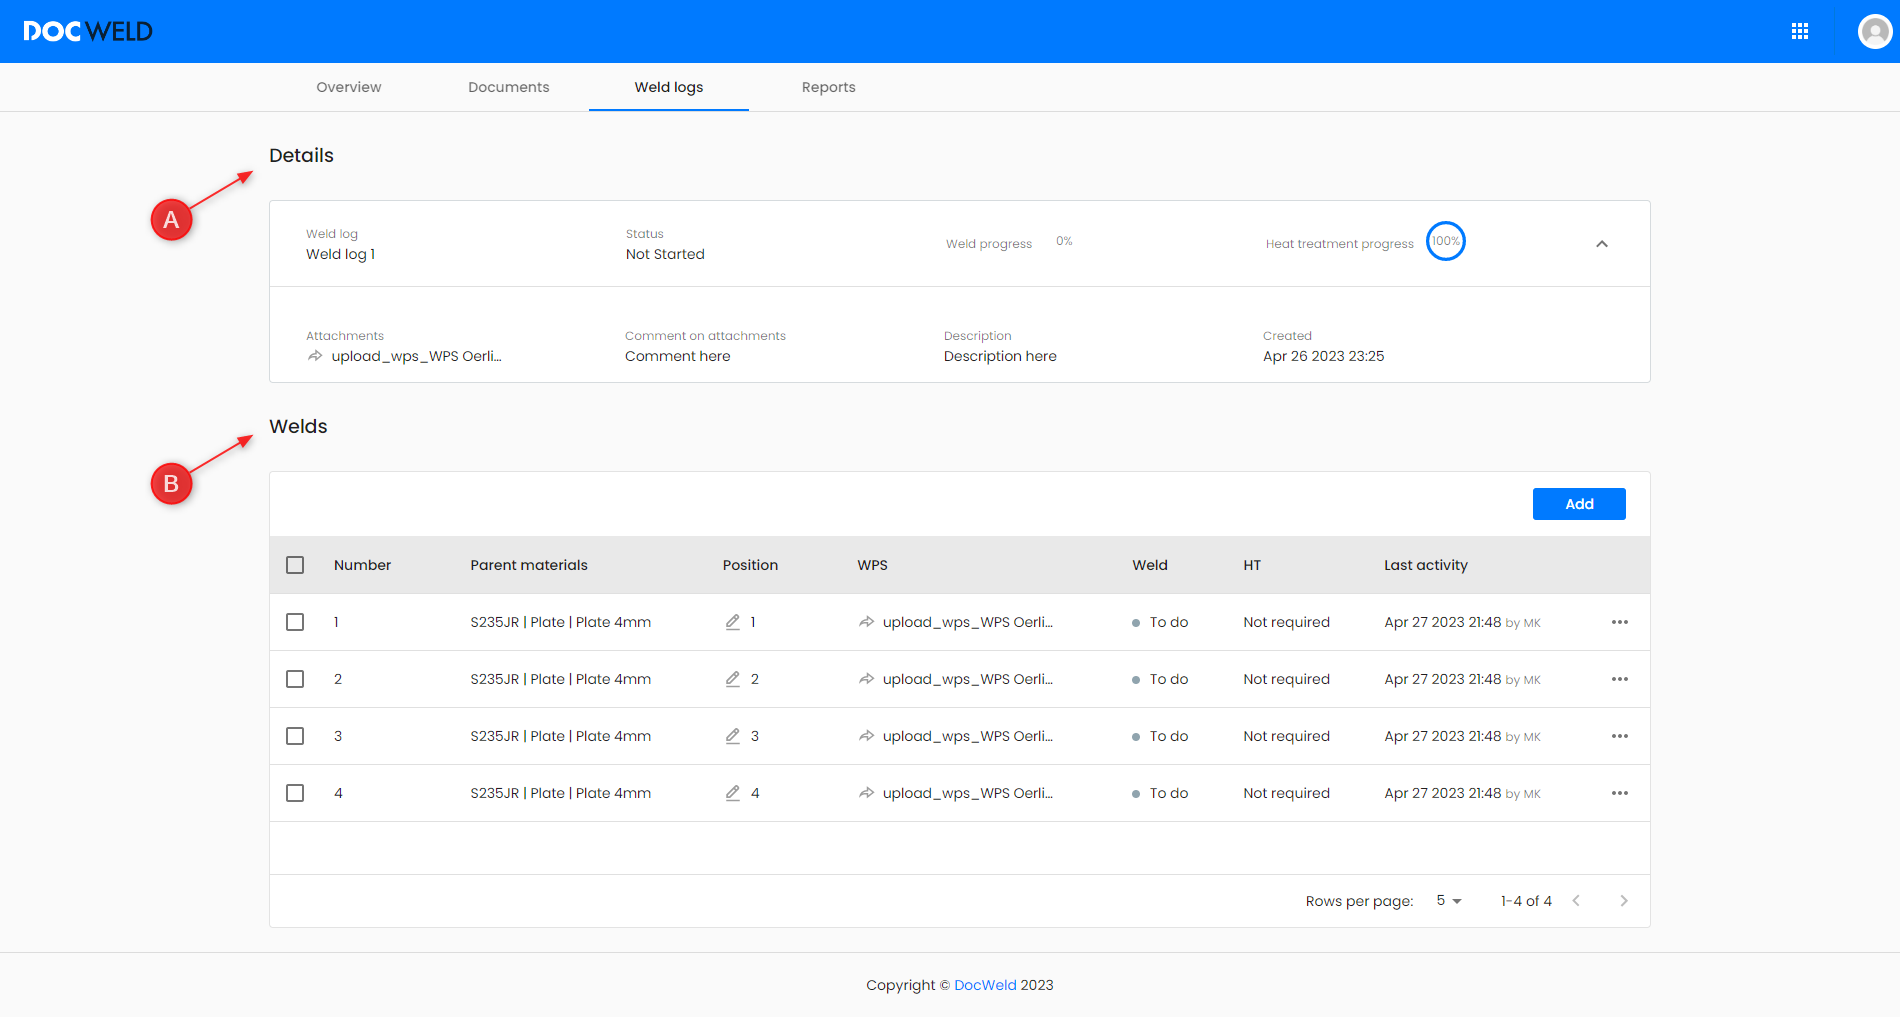 DOCWELD
Overview Documents Weld logs Reports
Details
A
Weld log Status Weld progress 0% Heat treatment progress 100%
Weld log 1 Not Started
Attachments Comment on attachments Description Created
upload_wps_WPS Oerli... Comment here Description here Apr 26 2023 23:25
Welds
B
Add
Number Parent materials Position WPS Weld HT Last activity
1 S235JR | Plate | Plate 4mm 1 upload_wps_WPS Oerli... To do Not required Apr 27 2023 21:48 by MK
2 S235JR | Plate | Plate 4mm 2 upload_wps_WPS Oerli... To do Not required Apr 27 2023 21:48 by MK
3 S235JR | Plate | Plate 4mm 3 upload_wps_WPS Oerli... To do Not required Apr 27 2023 21:48 by MK
4 S235JR | Plate | Plate 4mm 4 upload_wps_WPS Oerli... To do Not required Apr 27 2023 21:48 by MK
Rows per page: 5 1-4 of 4
Copyright © DocWeld 2023